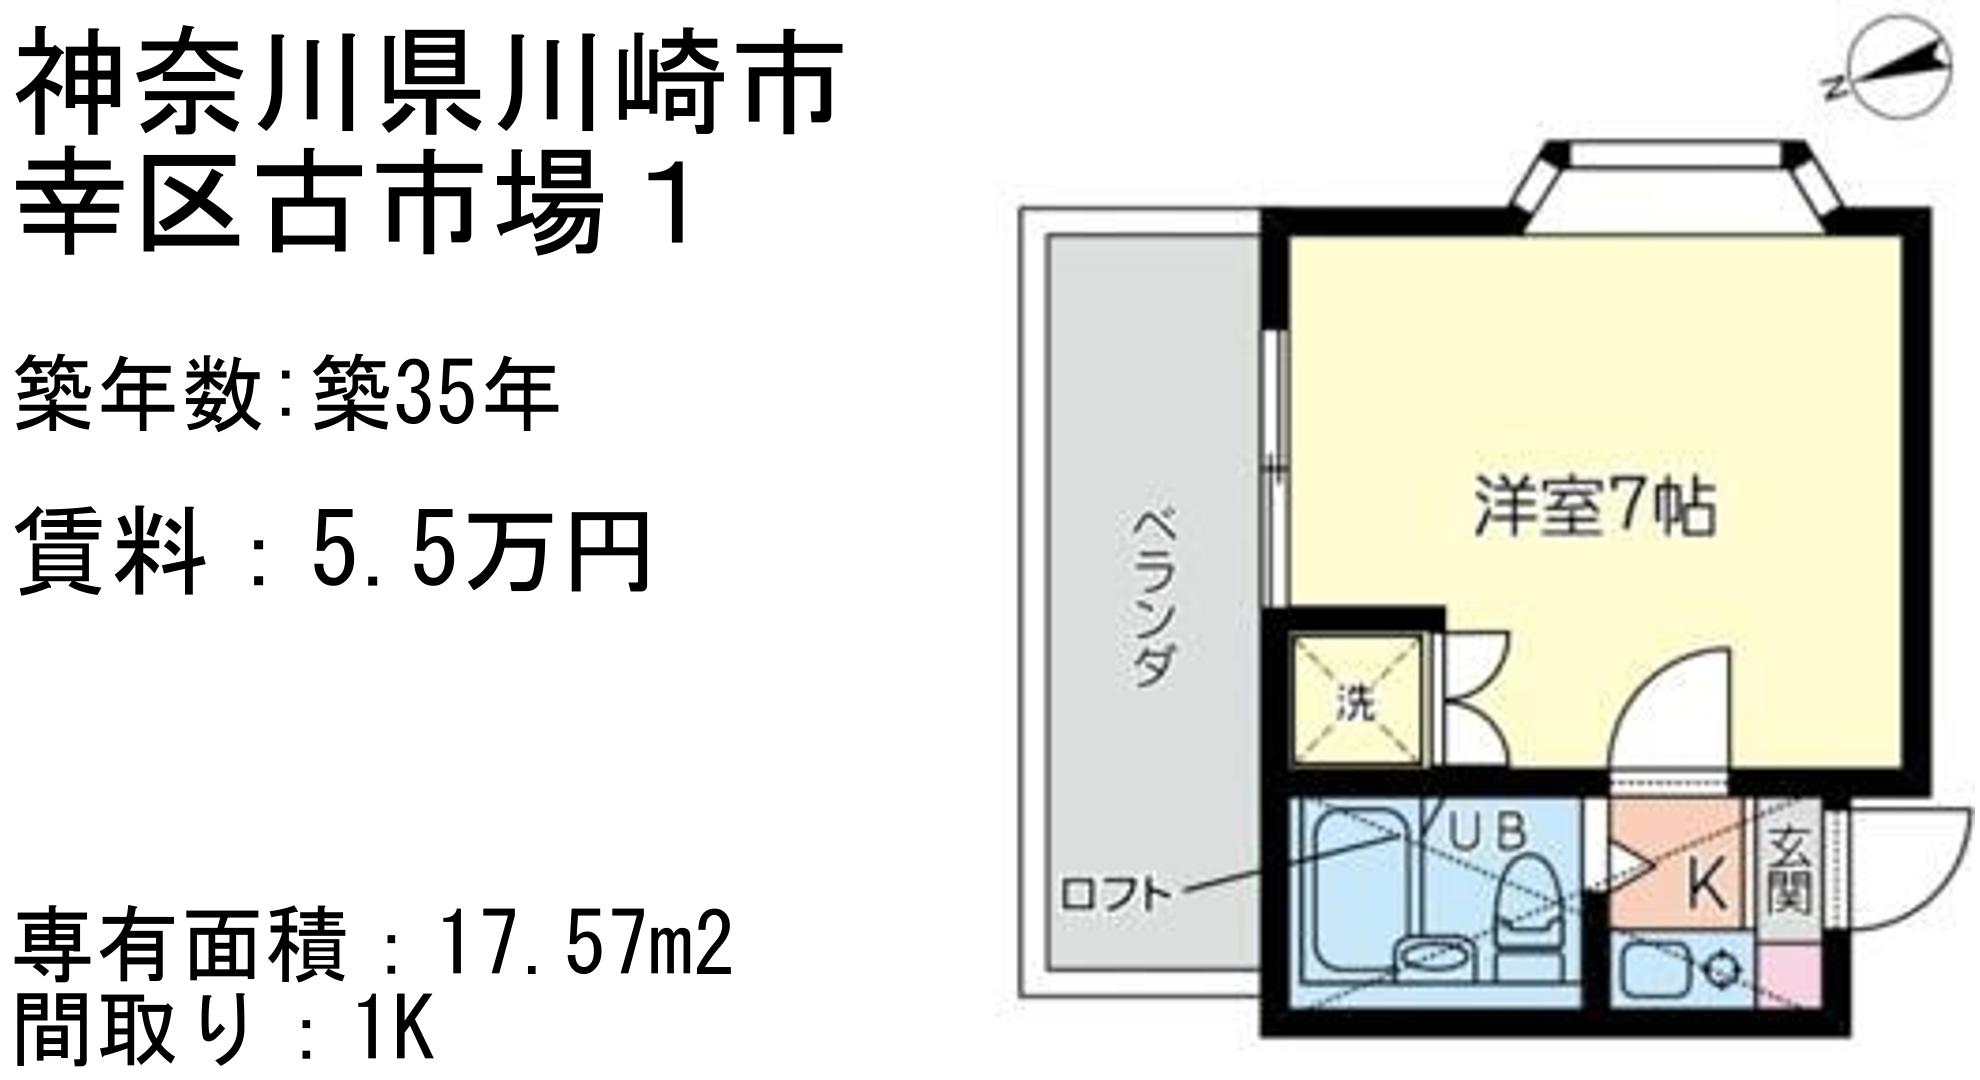 神奈川県川崎市
幸区古市場１
築年数:築35年
賃料：5.5万円
専有面積：17.57m2
間取り：1K
N
洋室7帖
ベランダ
洗
UB
ロフト
K
玄関